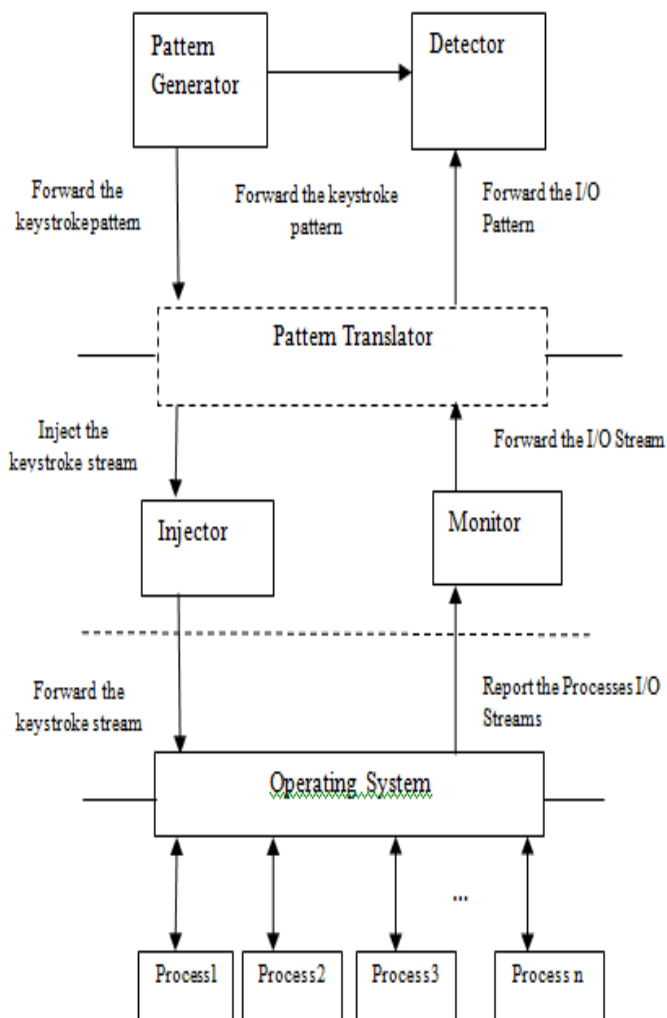 Pattern
Generator
Detector
Forward the
keystroke pattern
Forward the keystroke
pattern
Forward the I/O
Pattern
Pattern Translator
Inject the
keystroke stream
Forward the I/O Stream
Injector
Monitor
Forward the
keystroke stream
Report the Processes I/O
Streams
Operating System
...
Process1
Process2
Process3
Process n